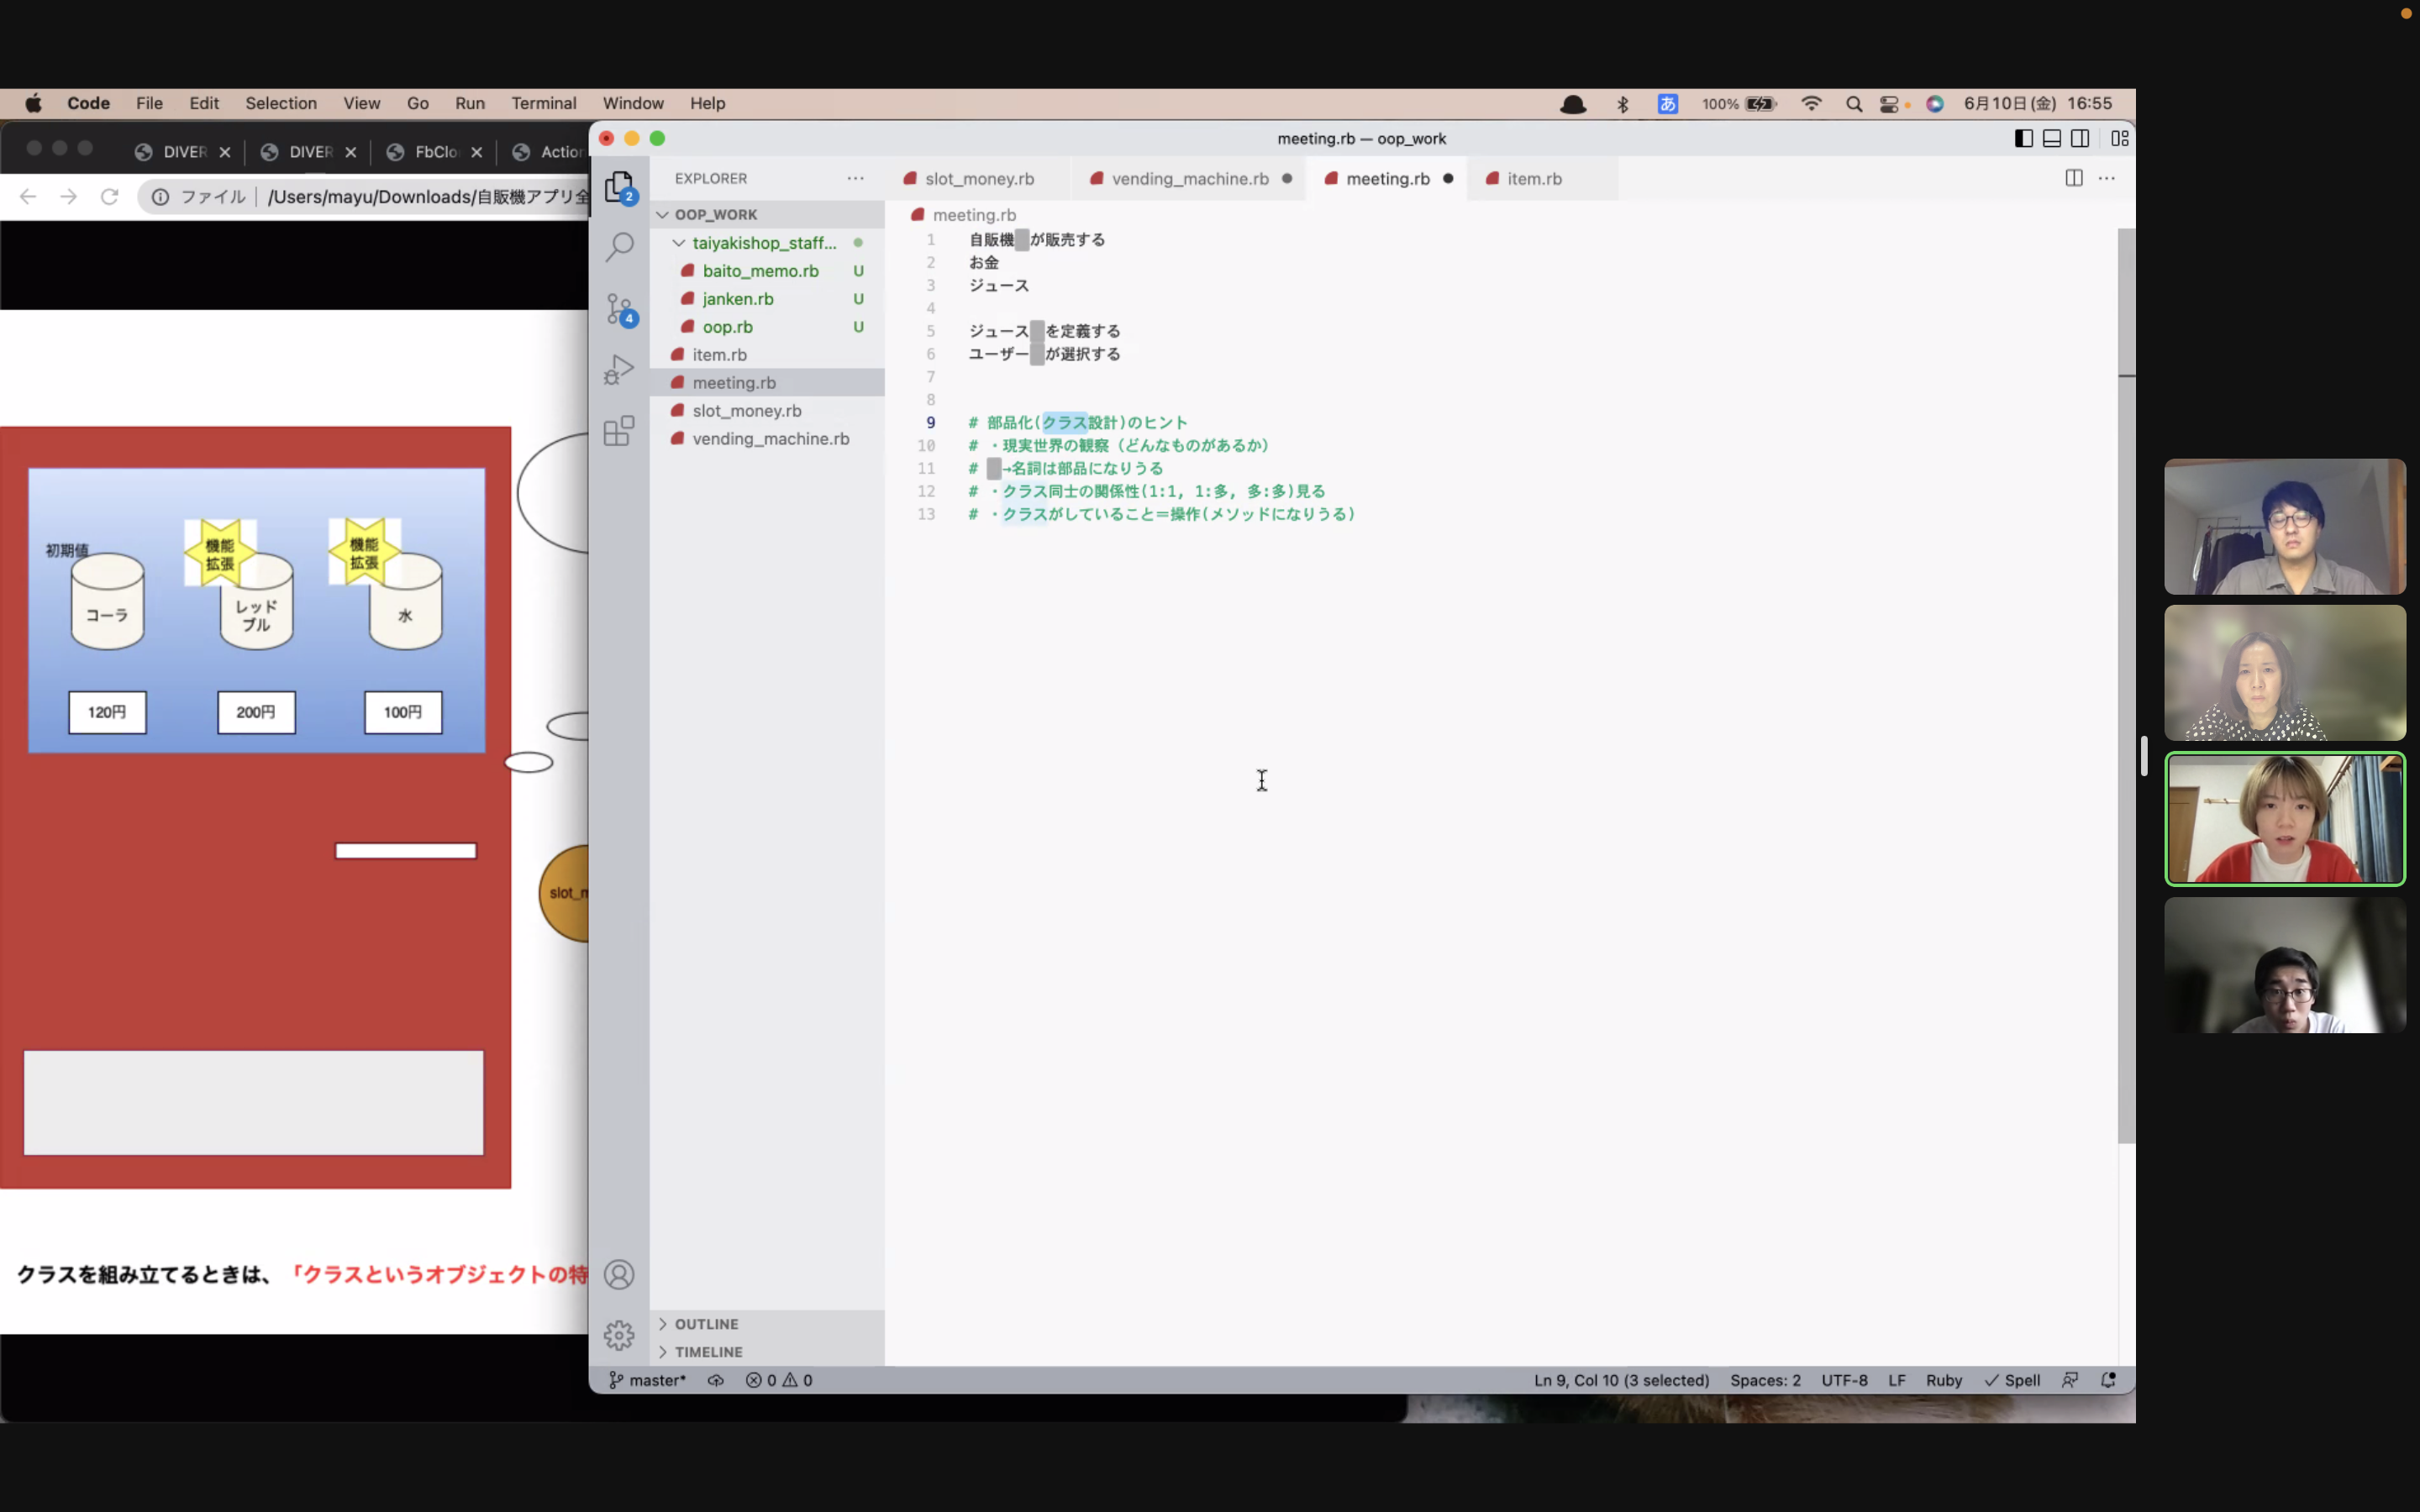 Code File Edit Selection View Go Run Terminal Window Help
あ 100% 6月10日(金) 16:55
DIVER
DIVER
FbClo
Action
ファイル /Users/mayu/Downloads/自販機アプリ全
初期値
機能
拡張
機能
拡張
コーラ
レッド
ブル
水
120円
200円
100円
slot_m
クラスを組み立てるときは、「クラスというオブジェクトの特
meeting.rb — oop_work
2
4
EXPLORER
OOP_WORK
taiyakishop_staff...
baito_memo.rb U
janken.rb U
oop.rb U
item.rb
meeting.rb
slot_money.rb
vending_machine.rb
OUTLINE
TIMELINE
slot_money.rb
vending_machine.rb
meeting.rb
item.rb
meeting.rb
1 自販機 が販売する
2 お金
3 ジュース
4
5 ジュース を定義する
6 ユーザー が選択する
7
8
9 # 部品化(クラス設計)のヒント
10 # ・現実世界の観察（どんなものがあるか）
11 # →名詞は部品になりうる
12 # ・クラス同士の関係性(1:1, 1:多, 多:多)見る
13 # ・クラスがしていること＝操作(メソッドになりうる)
master* 0 0
Ln 9, Col 10 (3 selected) Spaces: 2 UTF-8 LF Ruby Spell